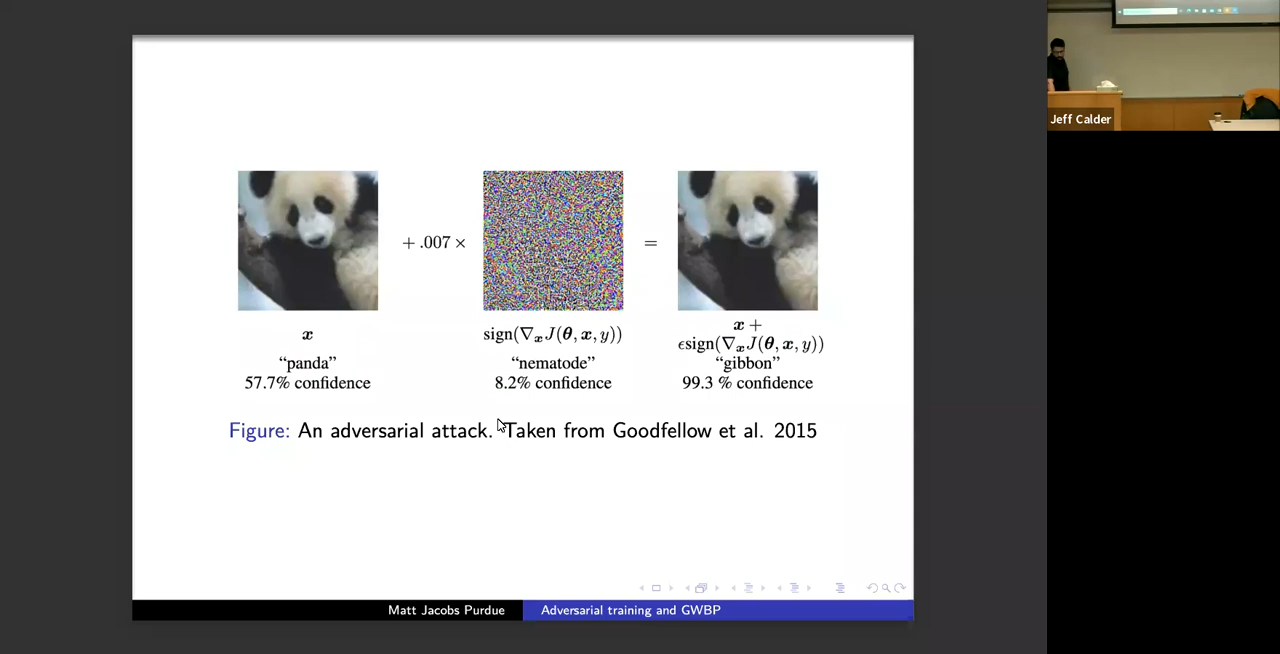 + .007 ×
=
x
sign(∇ₓJ(θ, x, y))
x +
ϵsign(∇ₓJ(θ, x, y))
“panda”
“nematode”
“gibbon”
57.7% confidence
8.2% confidence
99.3 % confidence
Figure: An adversarial attack. Taken from Goodfellow et al. 2015
Matt Jacobs Purdue
Adversarial training and GWBP
Jeff Calder